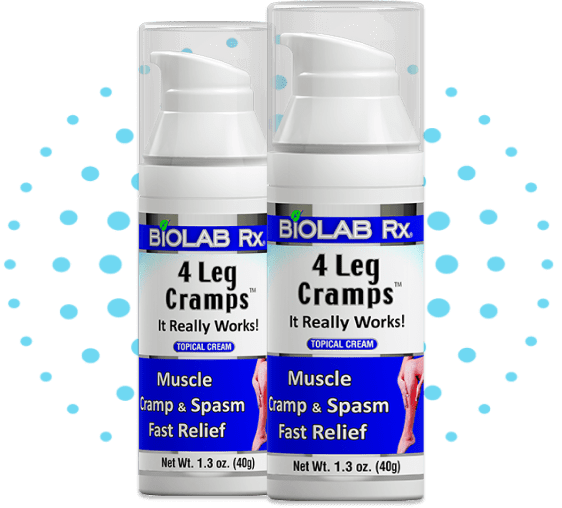 BiOLAB Rx®
4 Leg
Cramps™
It Really Works!
TOPICAL CREAM
Muscle
Cramp & Spasm
Fast Relief
Net Wt. 1.3 oz. (40g)
BiOLAB Rx®
4 Leg
Cramps™
It Really Works!
TOPICAL CREAM
Muscle
Cramp & Spasm
Fast Relief
Net Wt. 1.3 oz. (40g)